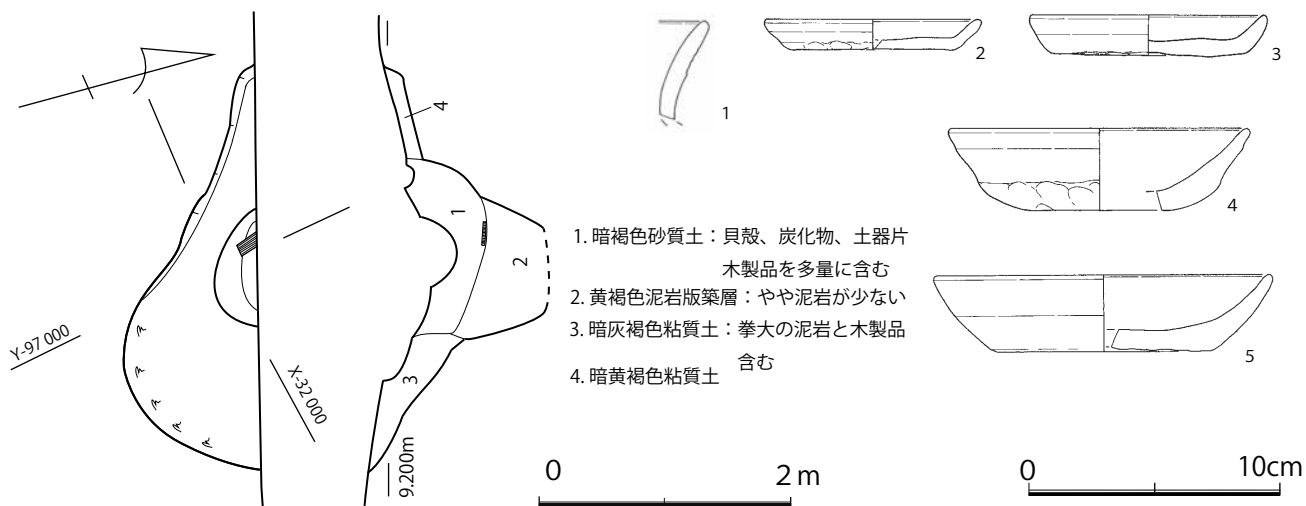 4
1
2
3
Y-97 000
X-32 000
9.200m
1. 暗褐色砂質土：貝殻、炭化物、土器片
木製品を多量に含む
2. 黄褐色泥岩版築層：やや泥岩が少ない
3. 暗灰褐色粘質土：拳大の泥岩と木製品
含む
4. 暗黄褐色粘質土
1
2
3
4
5
0 2 m
0 10cm